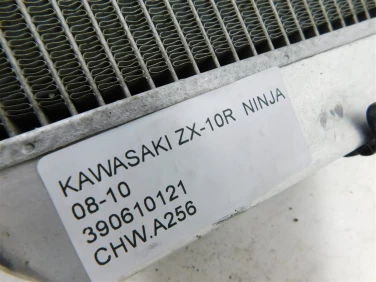 KAWASAKI ZX-10R NINJA
08-10
390610121
CHW.A256